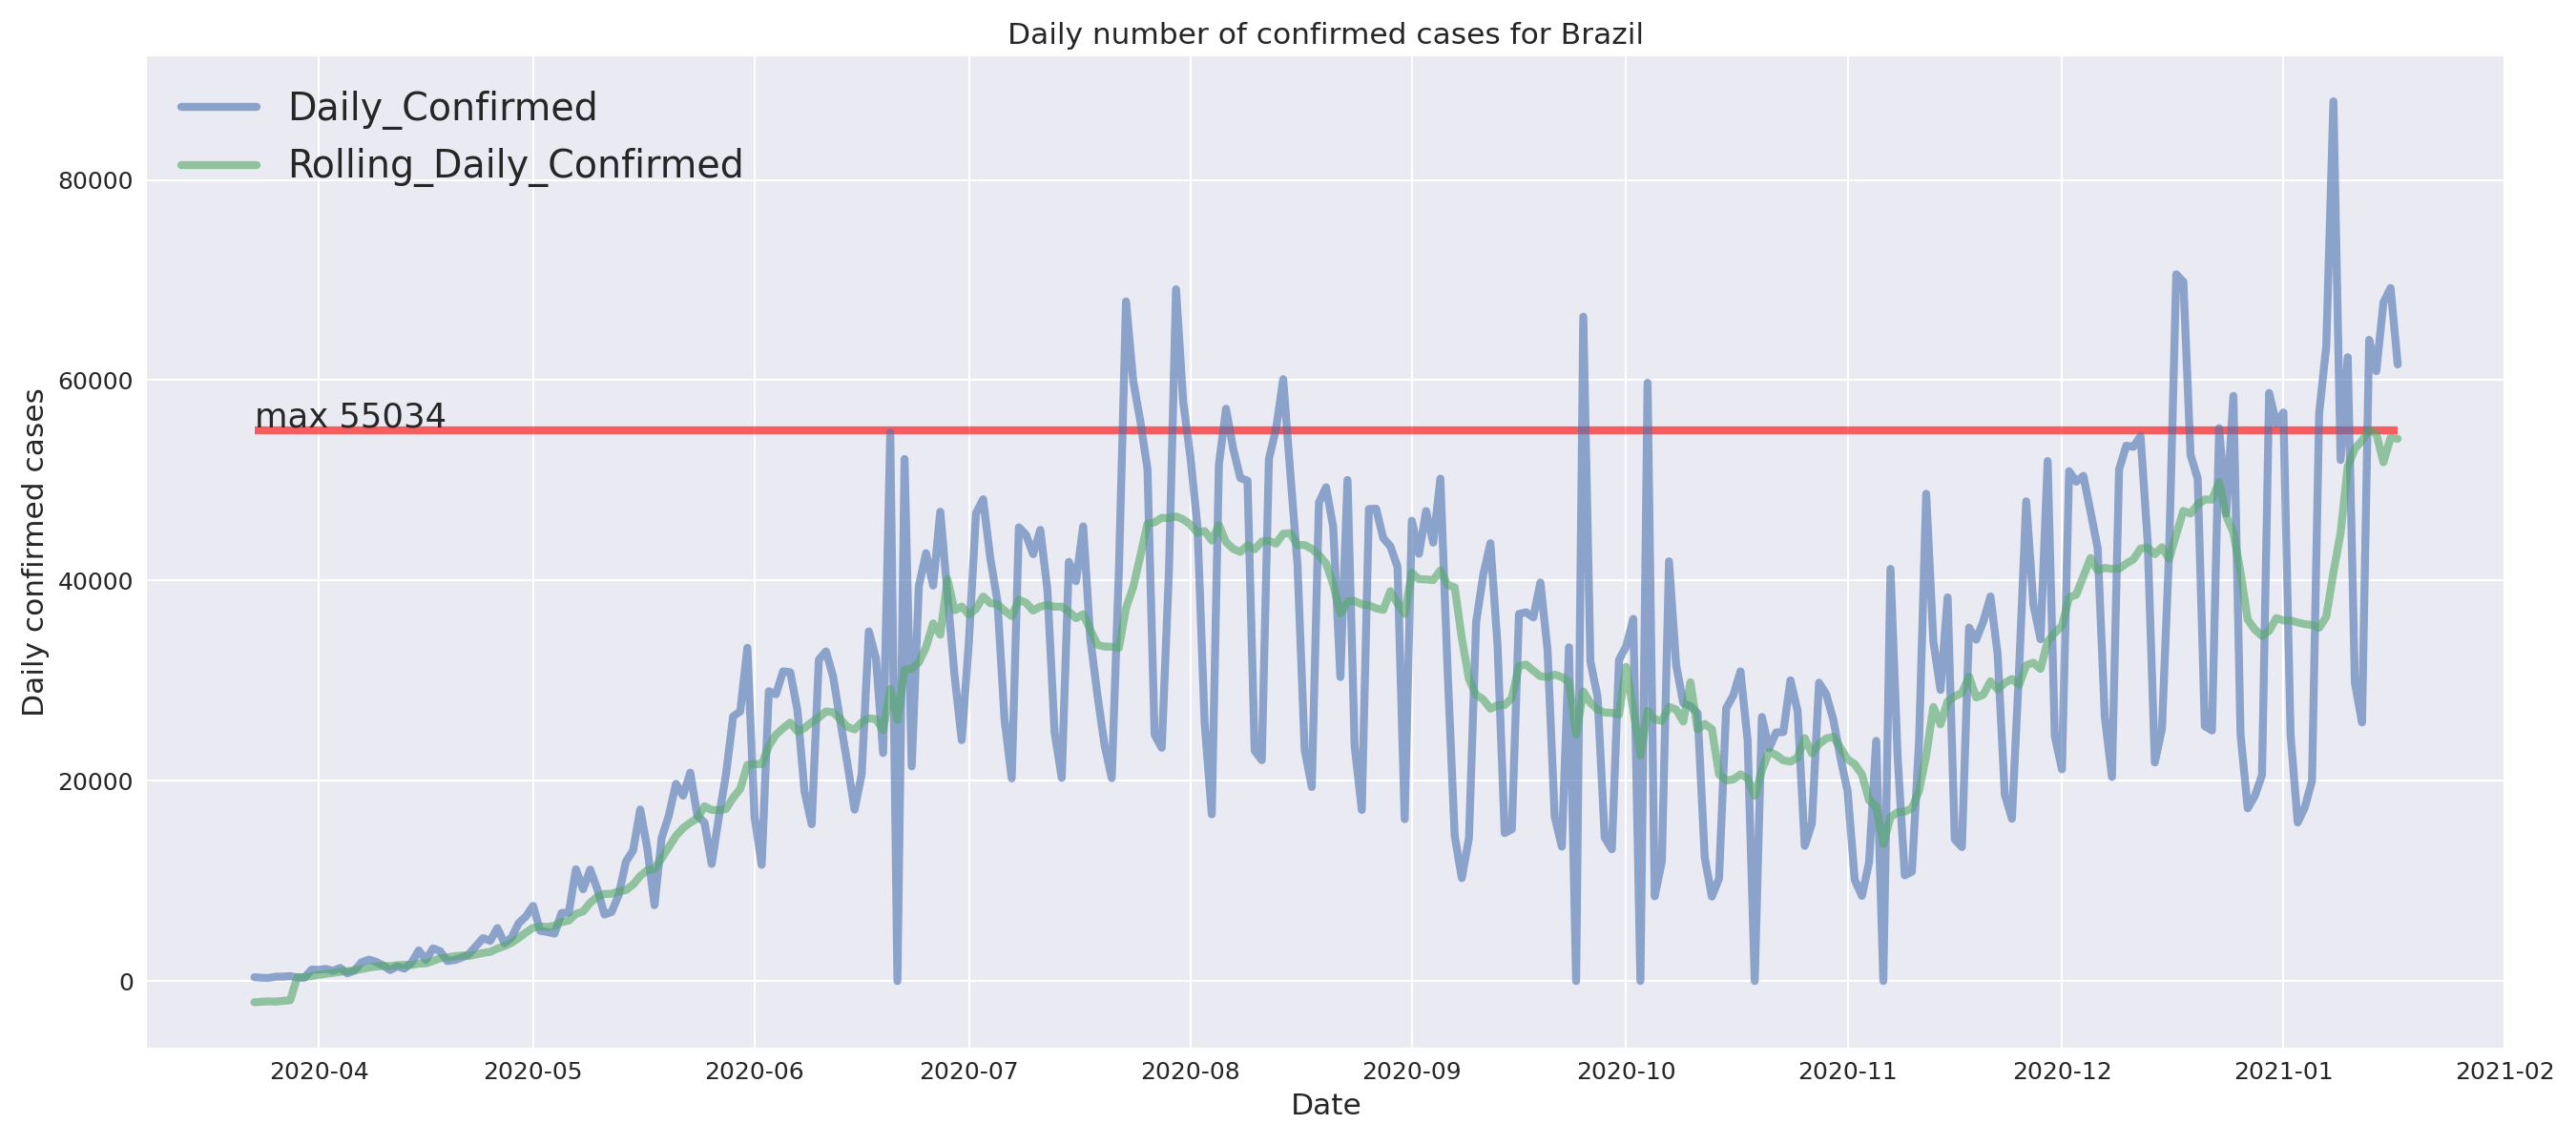 Daily number of confirmed cases for Brazil
Daily_Confirmed
Rolling_Daily_Confirmed
80000
max 55034
60000
40000
20000
0
Daily confirmed cases
2020-04 2020-05 2020-06 2020-07 2020-08 2020-09 2020-10 2020-11 2020-12 2021-01 2021-02
Date